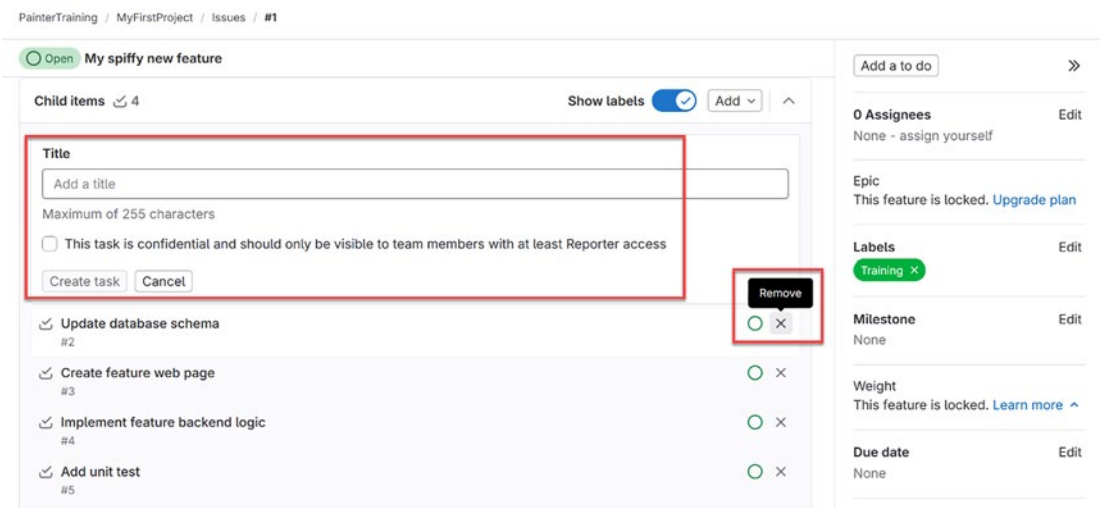 PainterTraining / MyFirstProject / Issues / #1
Open My spiffy new feature
Child items 4 Show labels Add
Title
Add a title
Maximum of 255 characters
This task is confidential and should only be visible to team members with at least Reporter access
Create task Cancel
Remove
Update database schema
#2
Create feature web page
#3
Implement feature backend logic
#4
Add unit test
#5
Add a to do
0 Assignees Edit
None - assign yourself
Epic
This feature is locked. Upgrade plan
Labels Edit
Training ×
Milestone Edit
None
Weight
This feature is locked. Learn more
Due date Edit
None